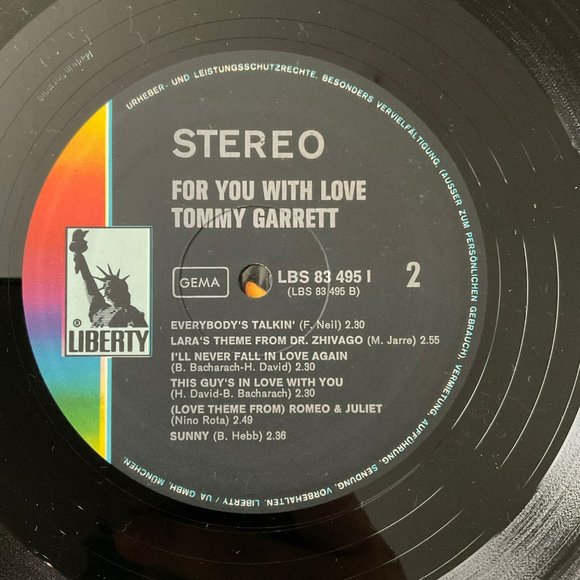 URHEBER- UND LEISTUNGSSCHUTZRECHTE, BESONDERS VERVIELFÄLTIGUNG, (AUSSER ZUM PERSÖNLICHEN GEBRAUCH), VERMIETUNG, AUFFÜHRUNG, SENDUNG, VORBEHALTEN. LIBERTY / UA GMBH, MÜNCHEN.
STEREO
FOR YOU WITH LOVE
TOMMY GARRETT
GEMA
LBS 83 495 I
2
(LBS 83 495 B)
® LIBERTY
EVERYBODY'S TALKIN' (F. Neil) 2.30
LARA'S THEME FROM DR. ZHIVAGO (M. Jarre) 2.55
I'LL NEVER FALL IN LOVE AGAIN
(B. Bacharach-H. David) 2.30
THIS GUY'S IN LOVE WITH YOU
(H. David-B. Bacharach) 2.30
(LOVE THEME FROM) ROMEO & JULIET
(Nino Rota) 2.49
SUNNY (B. Hebb) 2.36